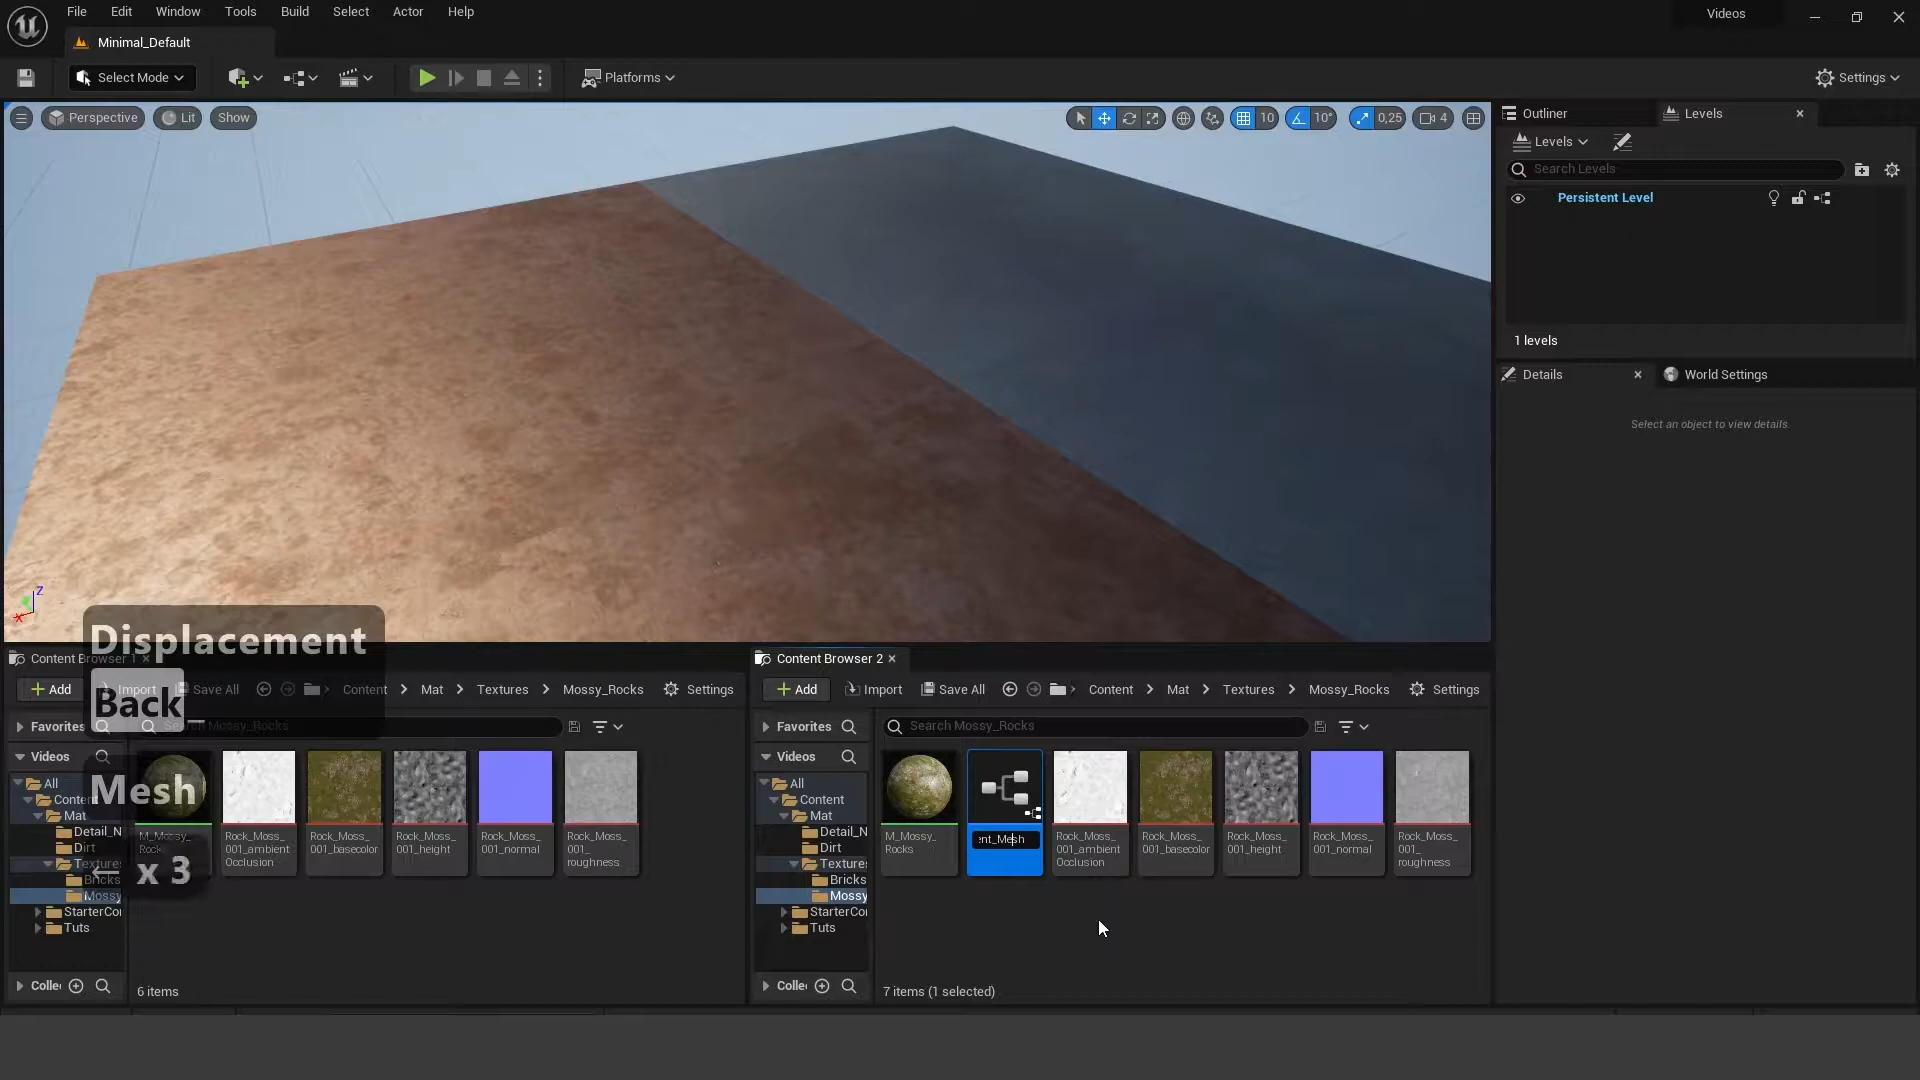 File Edit Window Tools Build Select Actor Help
Videos
Minimal_Default
Select Mode
Platforms
Settings
Perspective Lit Show
10 10° 0,25 4
Outliner Levels
Levels
Search Levels
Persistent Level
1 levels
Details World Settings
Select an object to view details.
Z
X
Displacement
Back_
Mesh
← x 3
Content Browser 1
Add Import Save All Content Mat Textures Mossy_Rocks Settings
Favorites Search Mossy_Rocks
Videos
All
Conte
Mat
Detail_N
Dirt
Textures
Bricks
Mossy
StarterCo
Tuts
M_Mossy_
Rock
Rock_Moss_
001_ambient
Occlusion
Rock_Moss_
001_basecolor
Rock_Moss_
001_height
Rock_Moss_
001_normal
Rock_Moss_
001_
roughness
Colle
6 items
Content Browser 2
Add Import Save All Content Mat Textures Mossy_Rocks Settings
Favorites Search Mossy_Rocks
Videos
All
Content
Mat
Detail_N
Dirt
Texture
Bricks
Mossy
StarterCo
Tuts
M_Mossy_
Rocks
ent_Mesh
Rock_Moss_
001_ambient
Occlusion
Rock_Moss_
001_basecolor
Rock_Moss_
001_height
Rock_Moss_
001_normal
Rock_Moss_
001_
roughness
Colle
7 items (1 selected)